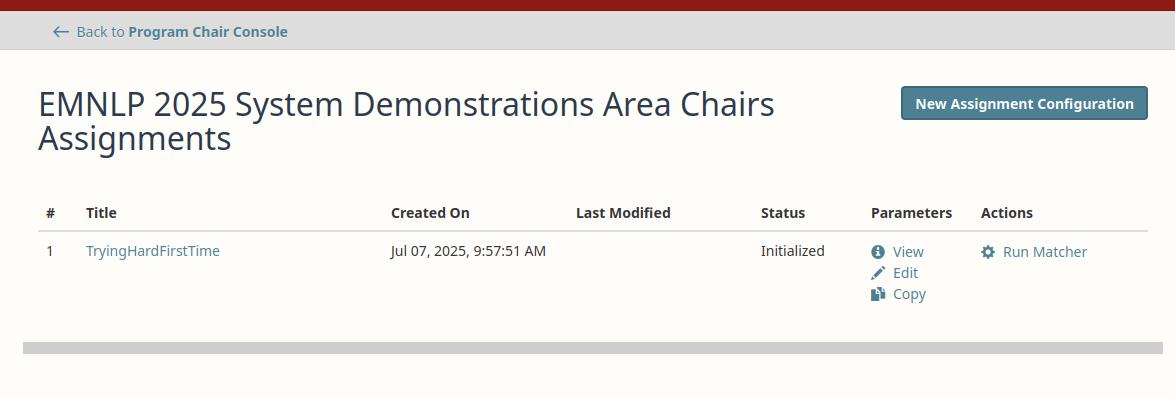 Back to Program Chair Console
EMNLP 2025 System Demonstrations Area Chairs
Assignments
New Assignment Configuration
# Title Created On Last Modified Status Parameters Actions
1 TryingHardFirstTime Jul 07, 2025, 9:57:51 AM Initialized View Run Matcher
Edit
Copy